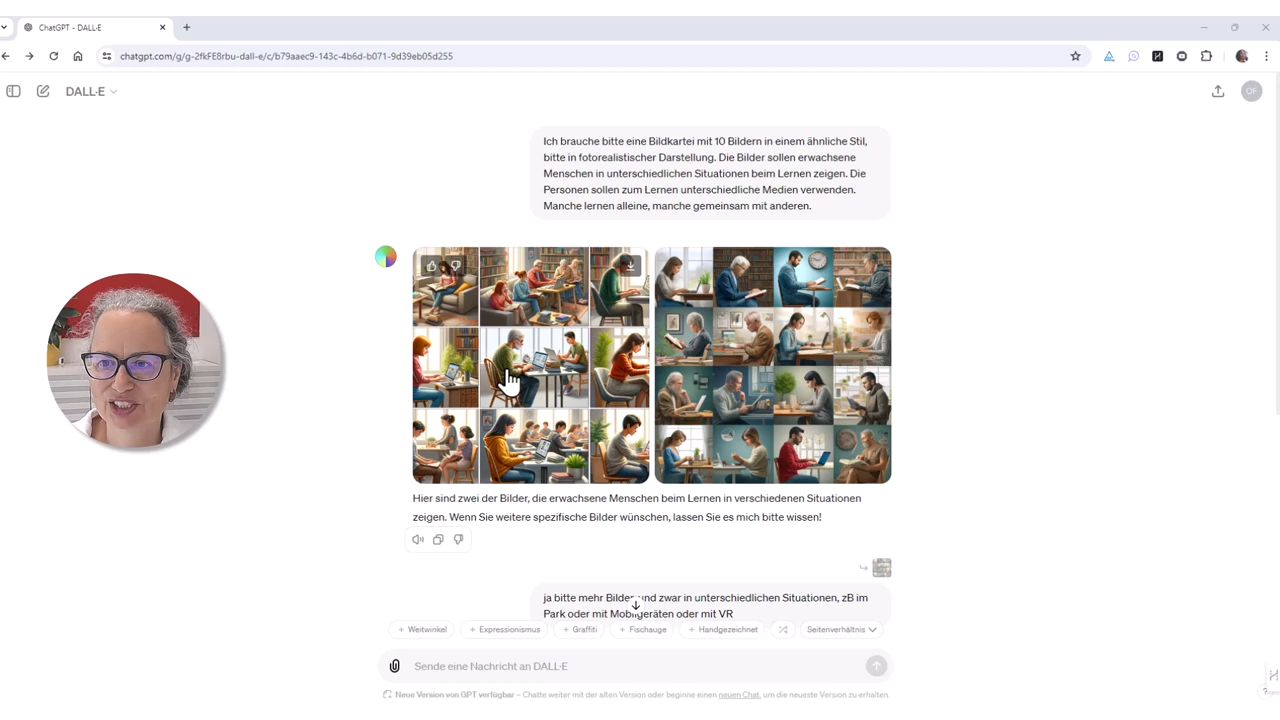 ChatGPT - DALL-E
chatgpt.com/g/g-2fkFE8rbu-dall-e/c/b79aaec9-143c-4b6d-b071-9d39eb05d255
DALL·E
OF
Ich brauche bitte eine Bildkartei mit 10 Bildern in einem ähnliche Stil,
bitte in fotorealistischer Darstellung. Die Bilder sollen erwachsene
Menschen in unterschiedlichen Situationen beim Lernen zeigen. Die
Personen sollen zum Lernen unterschiedliche Medien verwenden.
Manche lernen alleine, manche gemeinsam mit anderen.
Hier sind zwei der Bilder, die erwachsene Menschen beim Lernen in verschiedenen Situationen
zeigen. Wenn Sie weitere spezifische Bilder wünschen, lassen Sie es mich bitte wissen!
ja bitte mehr Bilder und zwar in unterschiedlichen Situationen, zB im
Park oder mit Mobilgeräten oder mit VR
+ Weitwinkel + Expressionismus + Graffiti + Fischauge + Handgezeichnet Seitenverhältnis
Sende eine Nachricht an DALL·E
Neue Version von GPT verfügbar – Chatte weiter mit der alten Version oder beginne einen neuen Chat, um die neueste Version zu erhalten.